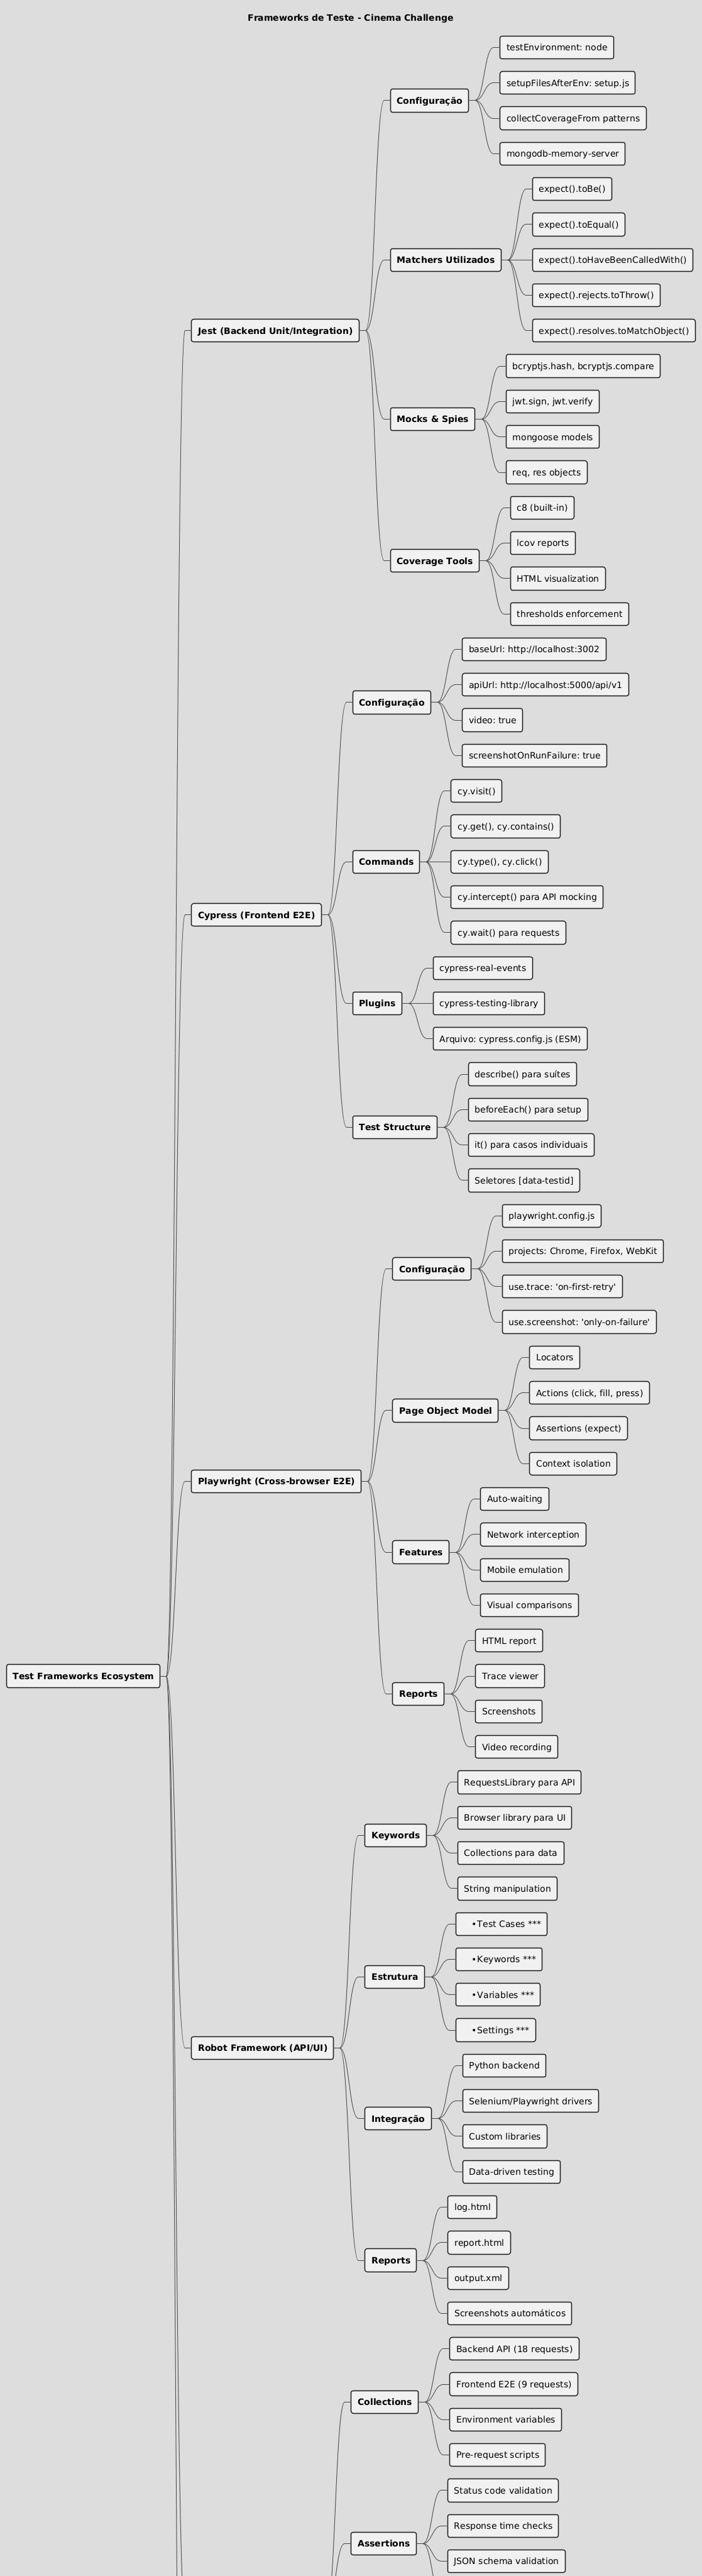 Frameworks de Teste - Cinema Challenge
Test Frameworks Ecosystem
Jest (Backend Unit/Integration)
Configuração
testEnvironment: node
setupFilesAfterEnv: setup.js
collectCoverageFrom patterns
mongodb-memory-server
Matchers Utilizados
expect().toBe()
expect().toEqual()
expect().toHaveBeenCalledWith()
expect().rejects.toThrow()
expect().resolves.toMatchObject()
Mocks & Spies
bcryptjs.hash, bcryptjs.compare
jwt.sign, jwt.verify
mongoose models
req, res objects
Coverage Tools
c8 (built-in)
lcov reports
HTML visualization
thresholds enforcement
Cypress (Frontend E2E)
Configuração
baseUrl: http://localhost:3002
apiUrl: http://localhost:5000/api/v1
video: true
screenshotOnRunFailure: true
Commands
cy.visit()
cy.get(), cy.contains()
cy.type(), cy.click()
cy.intercept() para API mocking
cy.wait() para requests
Plugins
cypress-real-events
cypress-testing-library
Arquivo: cypress.config.js (ESM)
Test Structure
describe() para suítes
beforeEach() para setup
it() para casos individuais
Seletores [data-testid]
Playwright (Cross-browser E2E)
Configuração
playwright.config.js
projects: Chrome, Firefox, WebKit
use.trace: 'on-first-retry'
use.screenshot: 'only-on-failure'
Page Object Model
Locators
Actions (click, fill, press)
Assertions (expect)
Context isolation
Features
Auto-waiting
Network interception
Mobile emulation
Visual comparisons
Reports
HTML report
Trace viewer
Screenshots
Video recording
Robot Framework (API/UI)
Keywords
RequestsLibrary para API
Browser library para UI
Collections para data
String manipulation
Estrutura
•Test Cases ***
•Keywords ***
•Variables ***
•Settings ***
Integração
Python backend
Selenium/Playwright drivers
Custom libraries
Data-driven testing
Reports
log.html
report.html
output.xml
Screenshots automáticos
Collections
Backend API (18 requests)
Frontend E2E (9 requests)
Environment variables
Pre-request scripts
Assertions
Status code validation
Response time checks
JSON schema validation